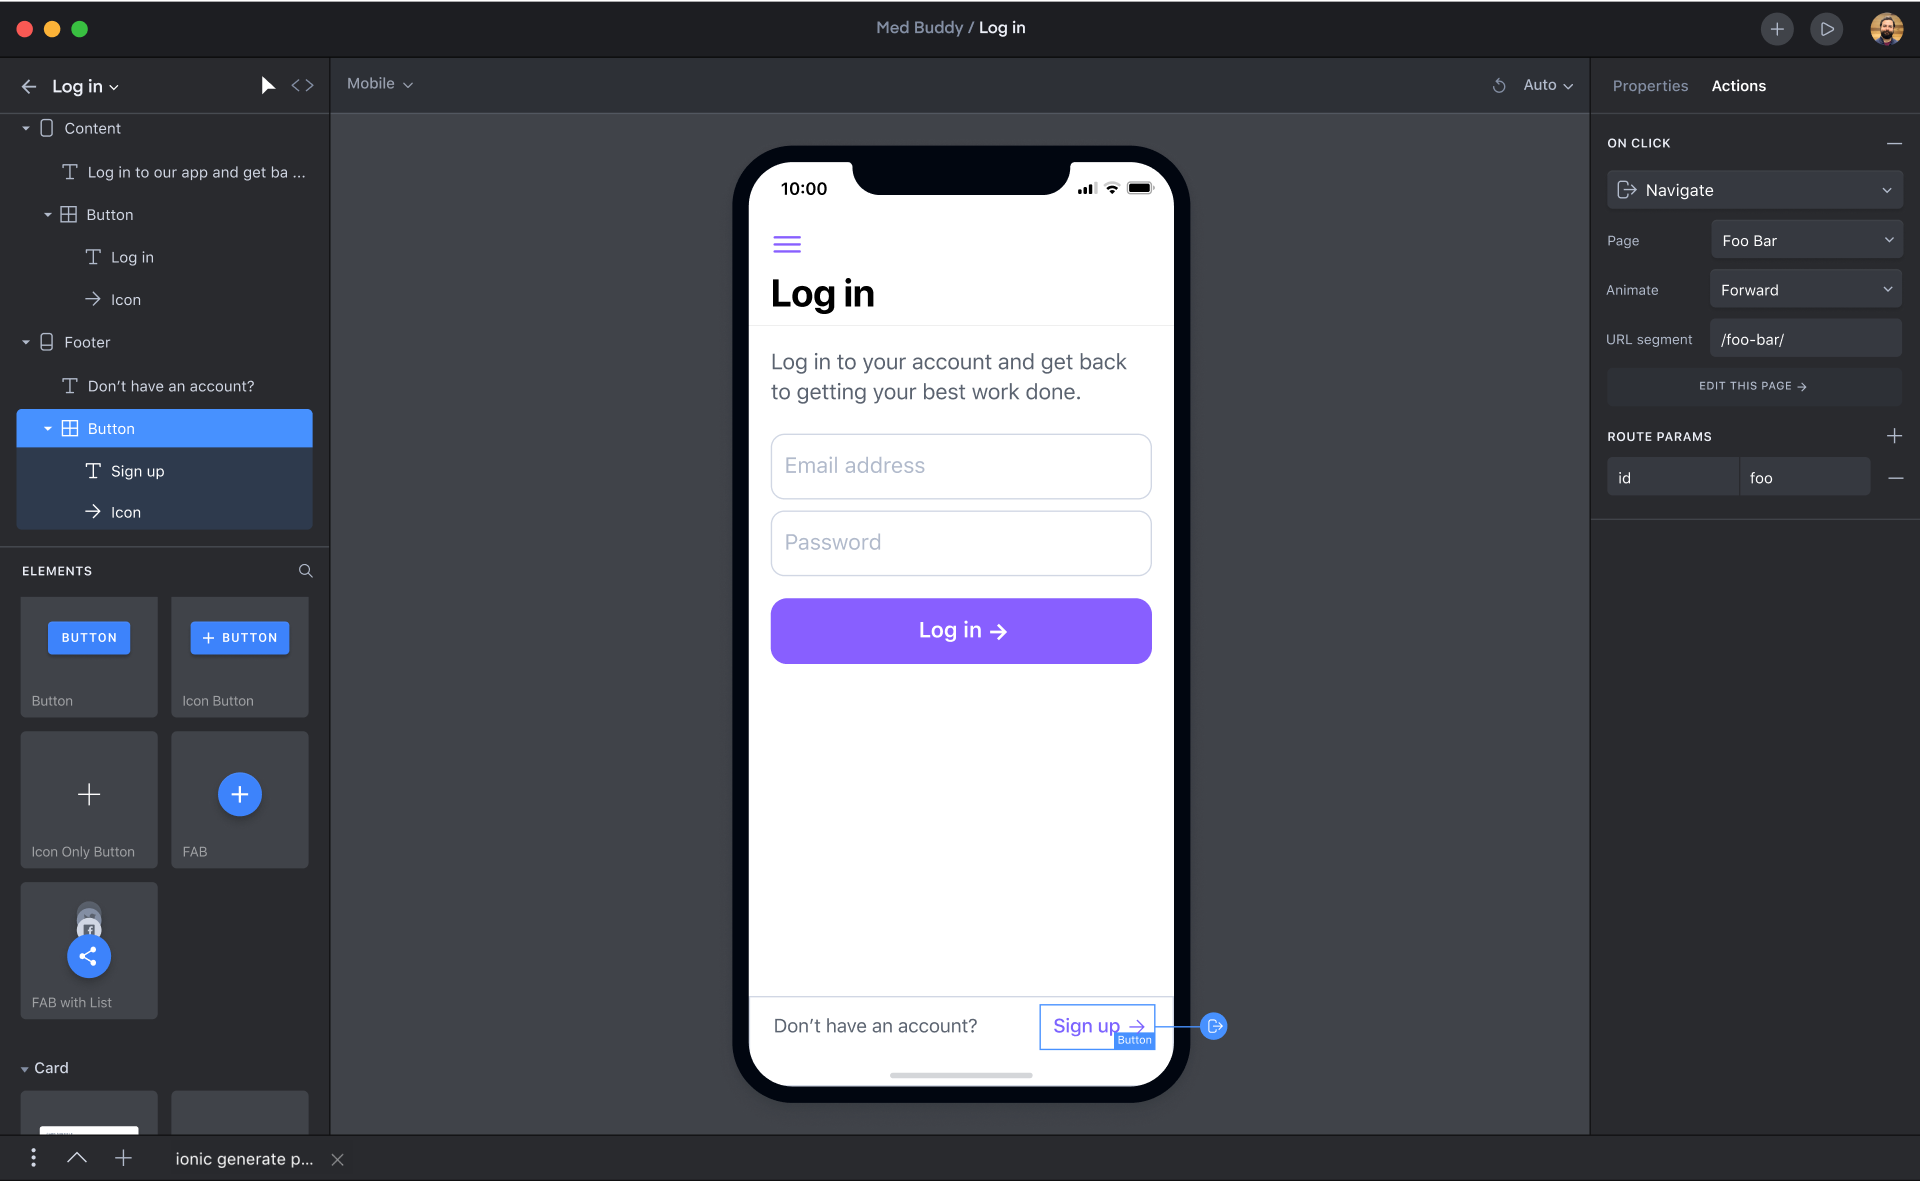 Med Buddy / Log in
Log in
Content
Log in to our app and get ba ...
Button
Log in
Icon
Footer
Don’t have an account?
Button
Sign up
Icon
ELEMENTS
BUTTON
Button
BUTTON
Icon Button
Icon Only Button
FAB
FAB with List
Card
Mobile
Auto
10:00
Log in
Log in to your account and get back
to getting your best work done.
Email address
Password
Log in
Don’t have an account?
Sign up
Button
Properties
Actions
ON CLICK
Navigate
Page
Foo Bar
Animate
Forward
URL segment
/foo-bar/
EDIT THIS PAGE
ROUTE PARAMS
id
foo
ionic generate p...